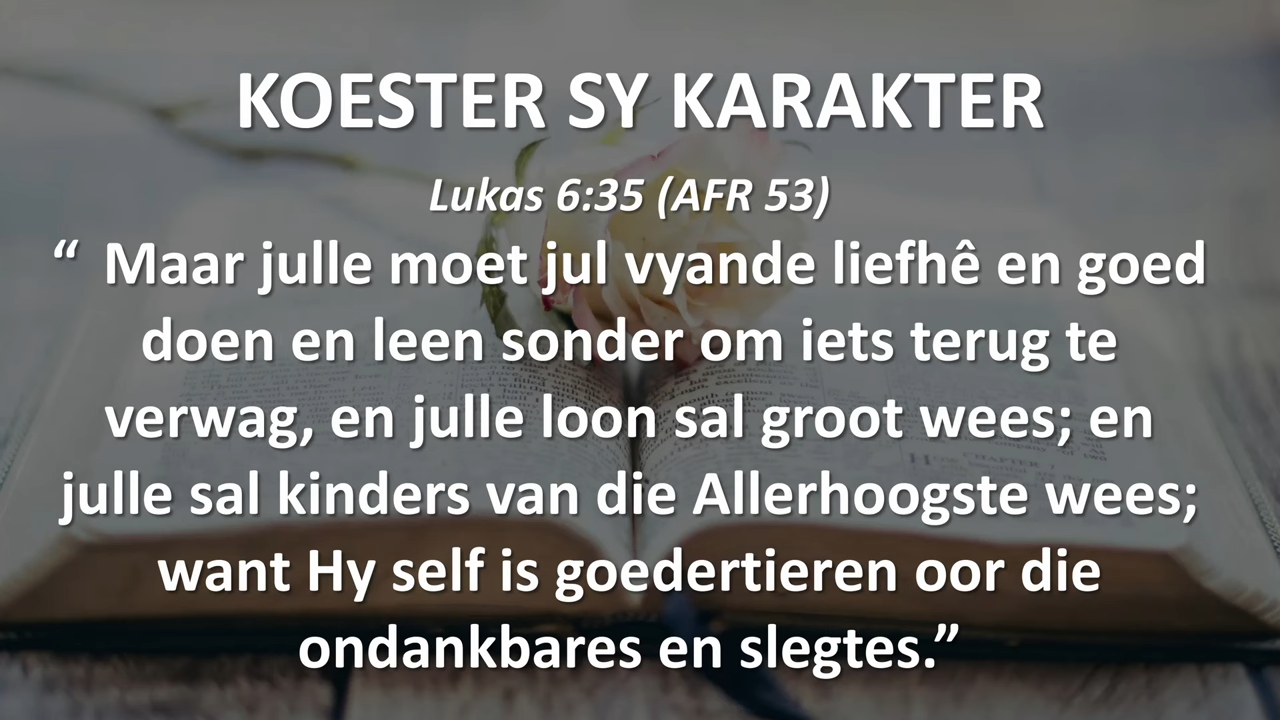 KOESTER SY KARAKTER
Lukas 6:35 (AFR 53)
“ Maar julle moet jul vyande liefhê en goed
doen en leen sonder om iets terug te
verwag, en julle loon sal groot wees; en
julle sal kinders van die Allerhoogste wees;
want Hy self is goedertieren oor die
ondankbares en slegtes.”